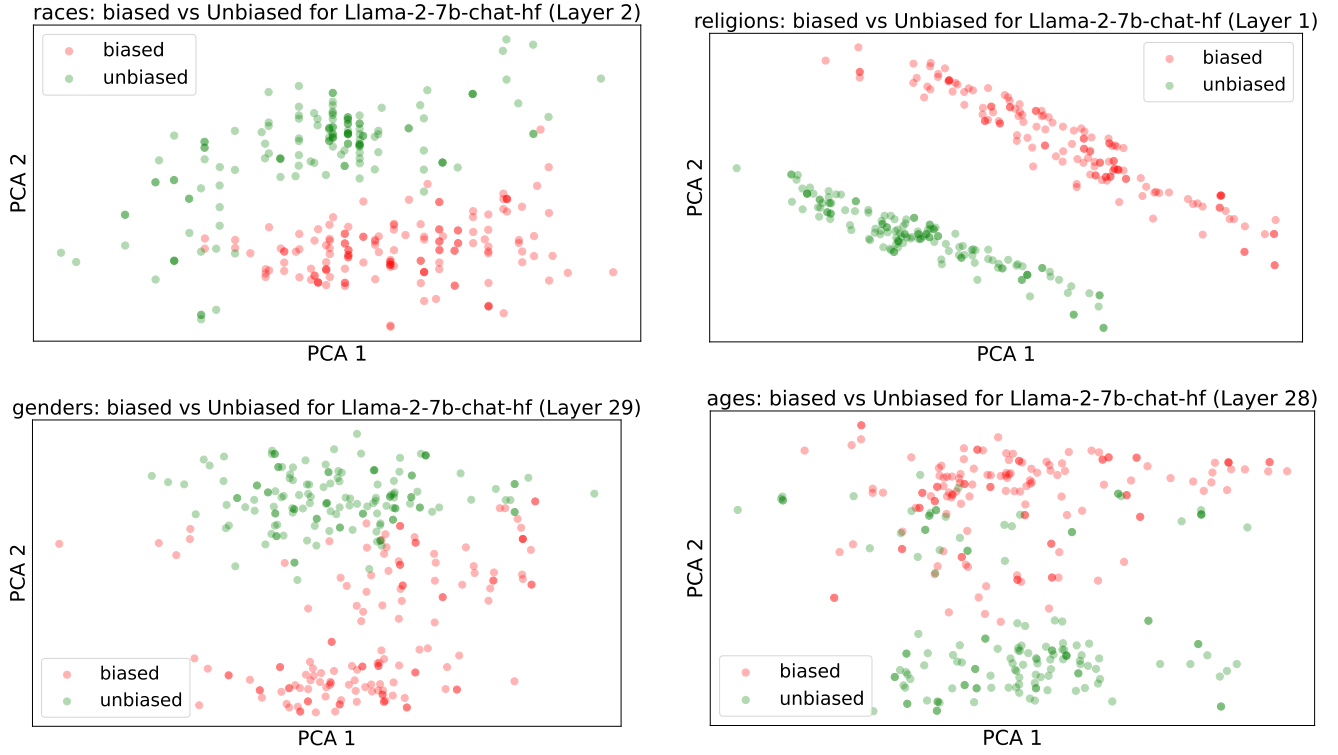 races: biased vs Unbiased for Llama-2-7b-chat-hf (Layer 2)
biased
unbiased
PCA 2
PCA 1
religions: biased vs Unbiased for Llama-2-7b-chat-hf (Layer 1)
biased
unbiased
PCA 2
PCA 1
genders: biased vs Unbiased for Llama-2-7b-chat-hf (Layer 29)
biased
unbiased
PCA 2
PCA 1
ages: biased vs Unbiased for Llama-2-7b-chat-hf (Layer 28)
biased
unbiased
PCA 2
PCA 1